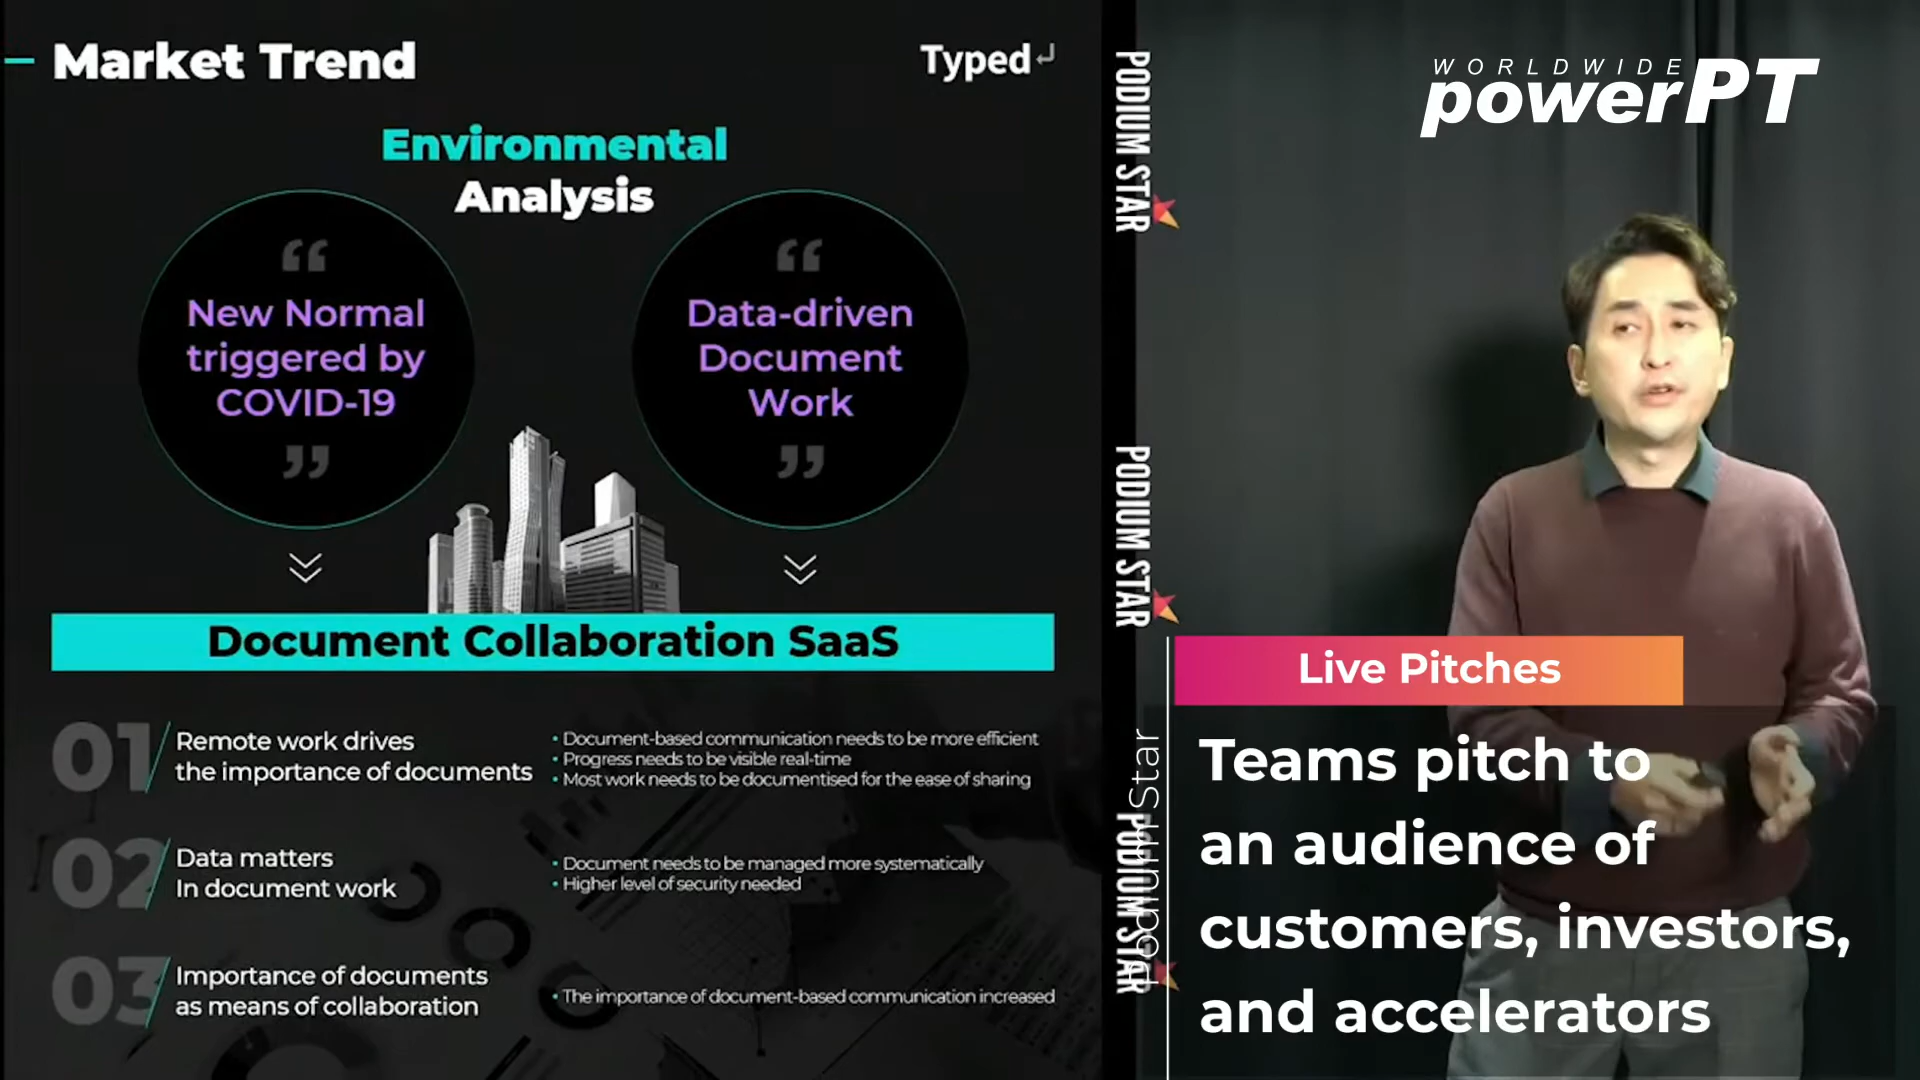 Market Trend
Typed
Environmental
Analysis
“
New Normal
triggered by
COVID-19
”
“
Data-driven
Document
Work
”
Document Collaboration SaaS
01
Remote work drives
the importance of documents
• Document-based communication needs to be more efficient
• Progress needs to be visible real-time
• Most work needs to be documentised for the ease of sharing
02
Data matters
In document work
• Document needs to be managed more systematically
• Higher level of security needed
03
Importance of documents
as means of collaboration
• The importance of document-based communication increased
PODIUM STAR
PODIUM STAR
PODIUM STAR
Podium Star
WORLDWIDE
powerPT
Live Pitches
Teams pitch to
an audience of
customers, investors,
and accelerators